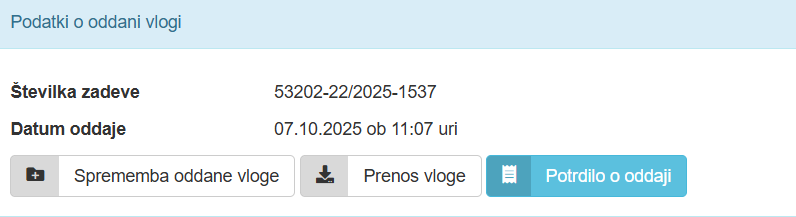 Podatki o oddani vlogi
Številka zadeve 53202-22/2025-1537
Datum oddaje 07.10.2025 ob 11:07 uri
Sprememba oddane vloge Prenos vloge Potrdilo o oddaji